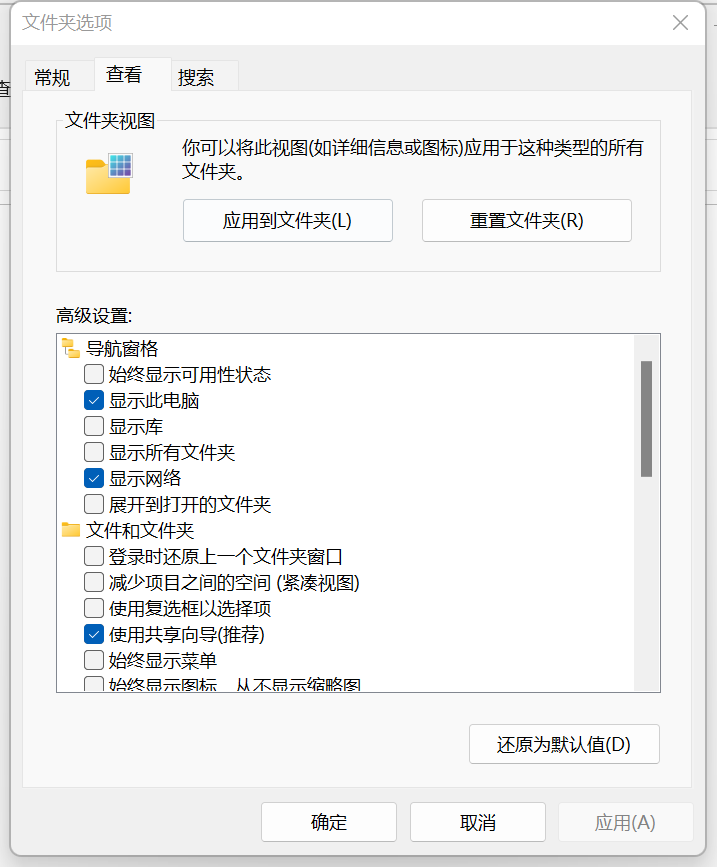 文件夹选项
常规
查看
搜索
查
文件夹视图
你可以将此视图(如详细信息或图标)应用于这种类型的所有
文件夹。
应用到文件夹(L)
重置文件夹(R)
高级设置:
导航窗格
始终显示可用性状态
显示此电脑
显示库
显示所有文件夹
显示网络
展开到打开的文件夹
文件和文件夹
登录时还原上一个文件夹窗口
减少项目之间的空间 (紧凑视图)
使用复选框以选择项
使用共享向导(推荐)
始终显示菜单
始终显示图标，从不显示缩略图
还原为默认值(D)
确定
取消
应用(A)